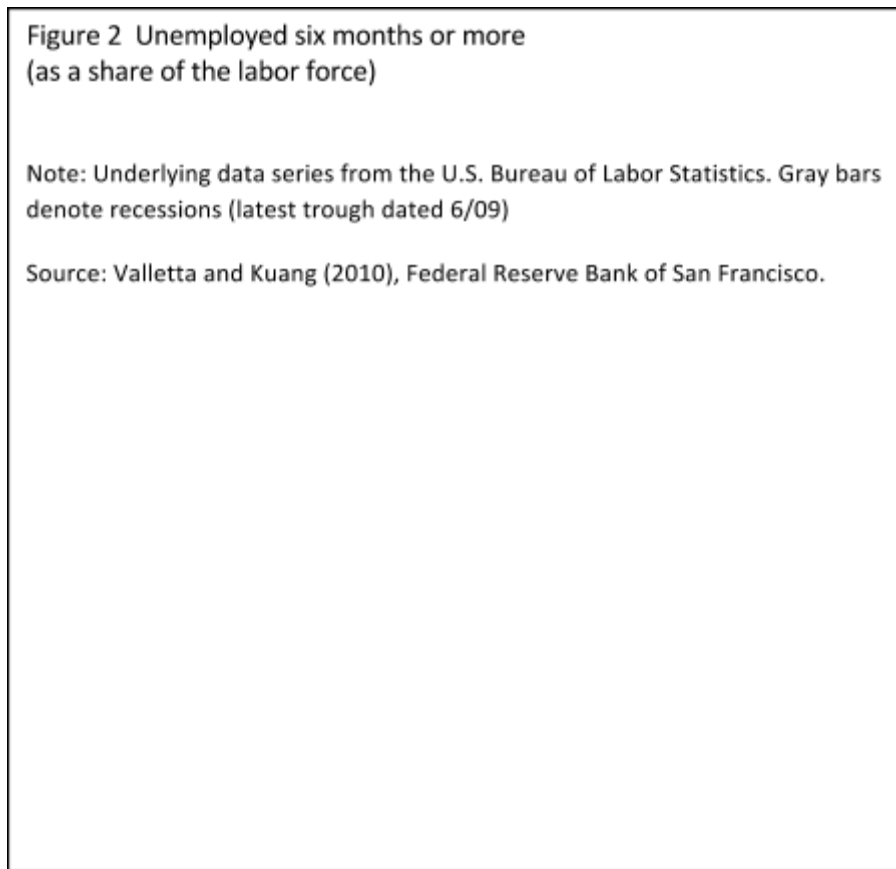 Figure 2  Unemployed six months or more
(as a share of the labor force)
Note: Underlying data series from the U.S. Bureau of Labor Statistics. Gray bars
denote recessions (latest trough dated 6/09)
Source: Valletta and Kuang (2010), Federal Reserve Bank of San Francisco.